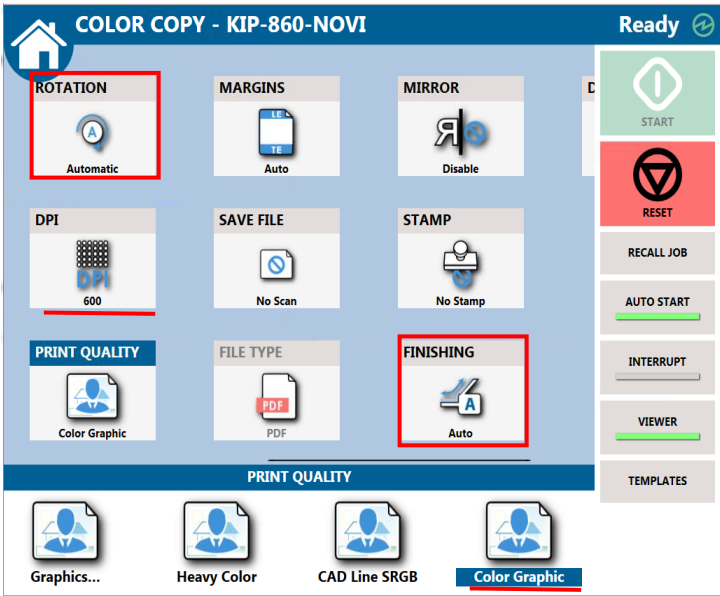 COLOR COPY - KIP-860-NOVI
Ready
ROTATION
A
Automatic
MARGINS
LE
TE
Auto
MIRROR
R
Disable
D
START
RESET
DPI
DPI
600
SAVE FILE
No Scan
STAMP
No Stamp
RECALL JOB
AUTO START
PRINT QUALITY
Color Graphic
FILE TYPE
PDF
PDF
FINISHING
A
Auto
INTERRUPT
VIEWER
TEMPLATES
PRINT QUALITY
Graphics...
Heavy Color
CAD Line SRGB
Color Graphic